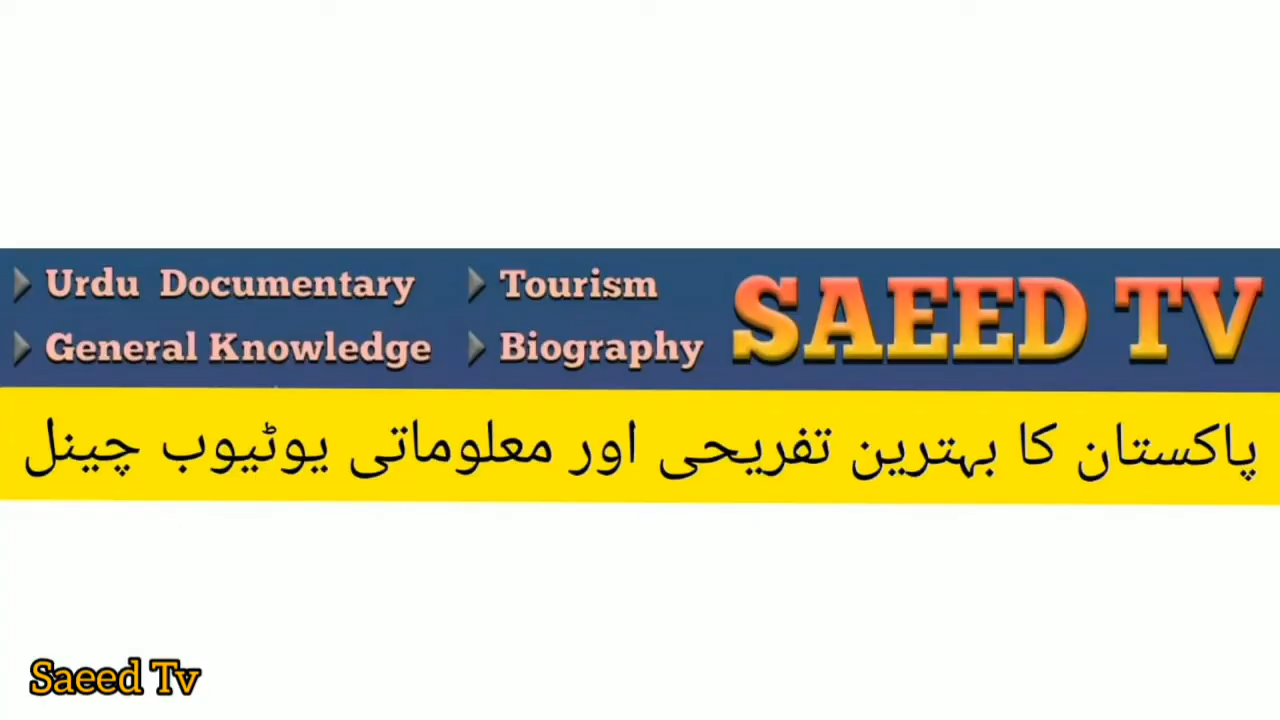 Urdu Documentary
General Knowledge
Tourism
Biography
SAEED TV
پاکستان کا بہترین تفریحی اور معلوماتی یوٹیوب چینل
Saeed Tv